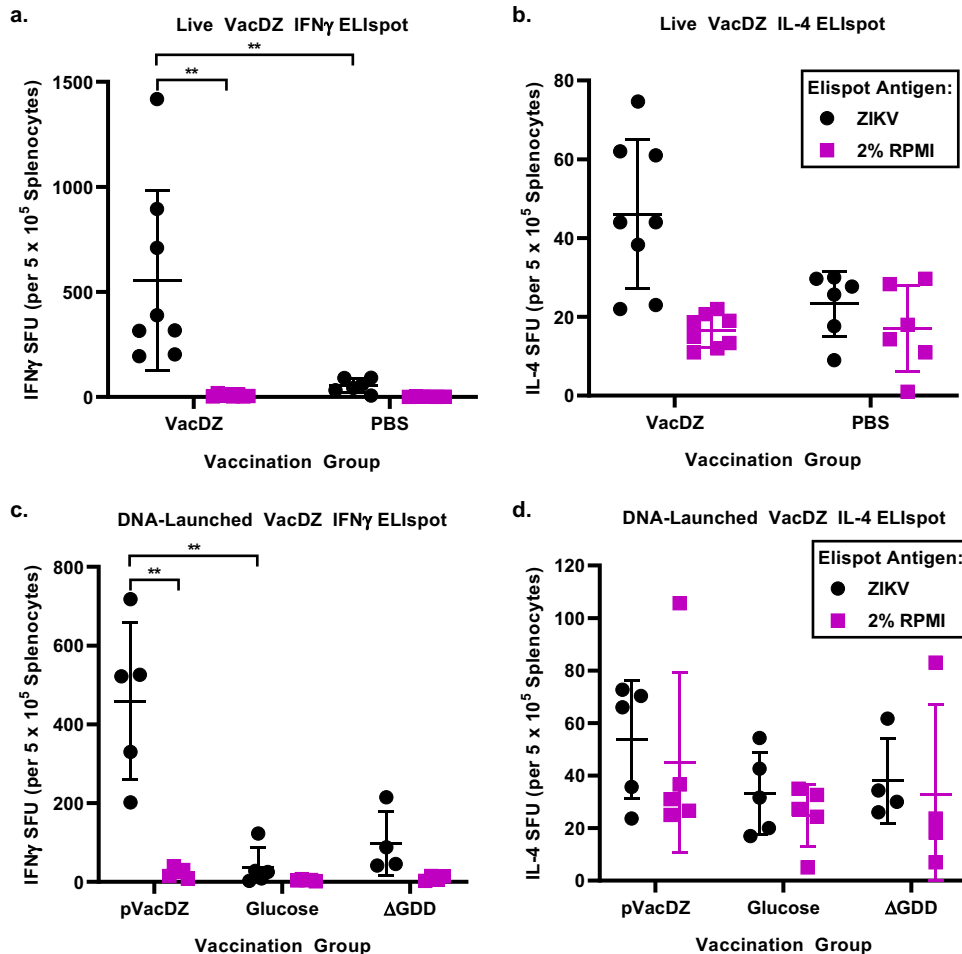 a.
Live VacDZ IFNγ ELIspot
**
**
IFNγ SFU (per 5 x 10⁵ Splenocytes)
1500
1000
500
0
VacDZ PBS
Vaccination Group
b.
Live VacDZ IL-4 ELIspot
IL-4 SFU (per 5 x 10⁵ Splenocytes)
80
60
40
20
0
Elispot Antigen:
ZIKV
2% RPMI
VacDZ PBS
Vaccination Group
c.
DNA-Launched VacDZ IFNγ ELIspot
**
**
IFNγ SFU (per 5 x 10⁵ Splenocytes)
800
600
400
200
0
pVacDZ Glucose ΔGDD
Vaccination Group
d.
DNA-Launched VacDZ IL-4 ELIspot
IL-4 SFU (per 5 x 10⁵ Splenocytes)
120
100
80
60
40
20
0
Elispot Antigen:
ZIKV
2% RPMI
pVacDZ Glucose ΔGDD
Vaccination Group